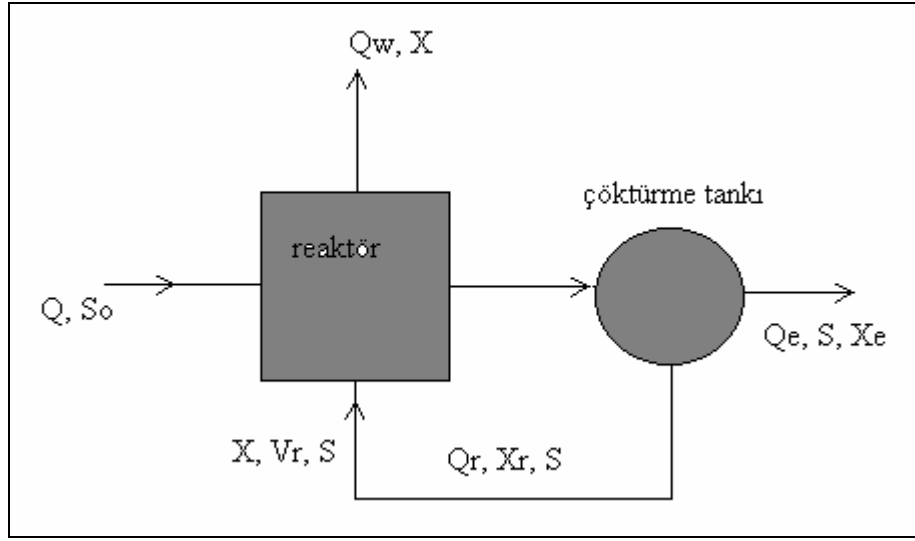 Qw, X
çöktürme tankı
reaktör
Q, So
Qe, S, Xe
X, Vr, S
Qr, Xr, S